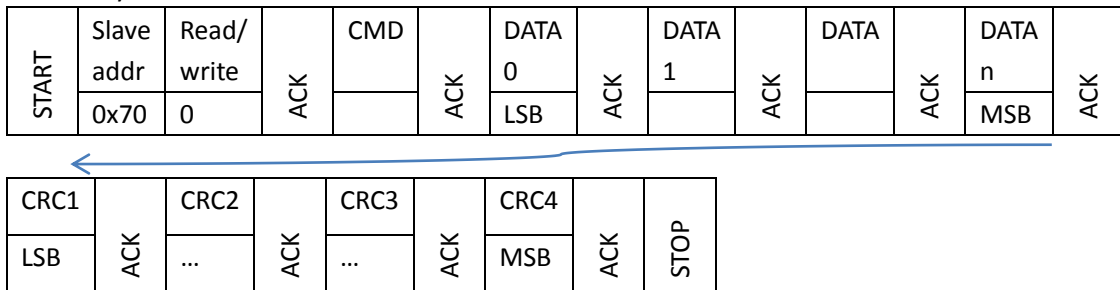 START Slave addr 0x70 Read/ write 0 ACK CMD ACK DATA 0 LSB ACK DATA 1 ACK DATA ACK DATA n MSB ACK
CRC1 LSB ACK CRC2 ... ACK CRC3 ... ACK CRC4 MSB ACK STOP